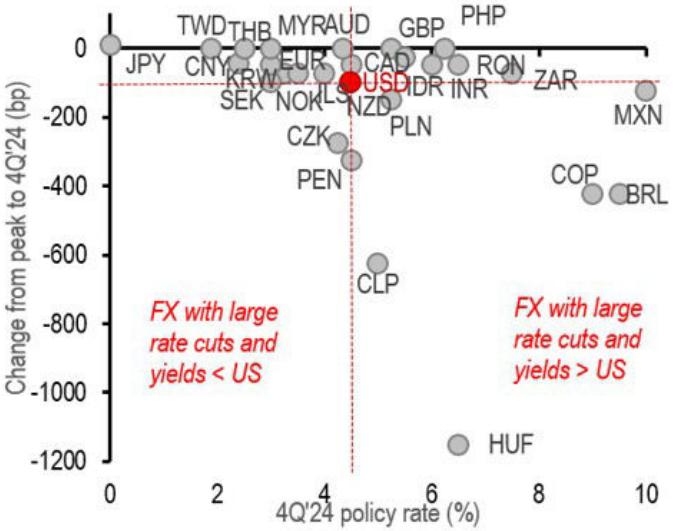 TWD THB MYR AUD GBP PHP
0
JPY CNY EUR CAD RON ZAR
KRW USD IDR INR
SEK NOK ILS NZD MXN
-200
CZK PLN
PEN COP BRL
-400
-600
CLP
FX with large
rate cuts and
yields < US
FX with large
rate cuts and
yields > US
-800
-1000
HUF
-1200
0 2 4 6 8 10
4Q'24 policy rate (%)
Change from peak to 4Q'24 (bp)